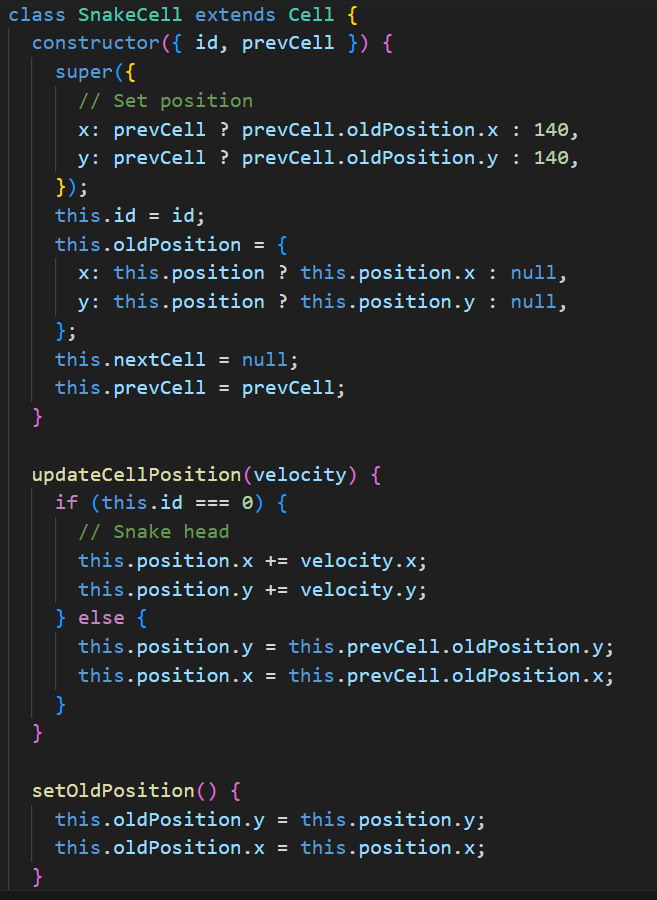 class SnakeCell extends Cell {
  constructor({ id, prevCell }) {
    super({
      // Set position
      x: prevCell ? prevCell.oldPosition.x : 140,
      y: prevCell ? prevCell.oldPosition.y : 140,
    });
    this.id = id;
    this.oldPosition = {
      x: this.position ? this.position.x : null,
      y: this.position ? this.position.y : null,
    };
    this.nextCell = null;
    this.prevCell = prevCell;
  }

  updateCellPosition(velocity) {
    if (this.id === 0) {
      // Snake head
      this.position.x += velocity.x;
      this.position.y += velocity.y;
    } else {
      this.position.y = this.prevCell.oldPosition.y;
      this.position.x = this.prevCell.oldPosition.x;
    }
  }

  setOldPosition() {
    this.oldPosition.y = this.position.y;
    this.oldPosition.x = this.position.x;
  }